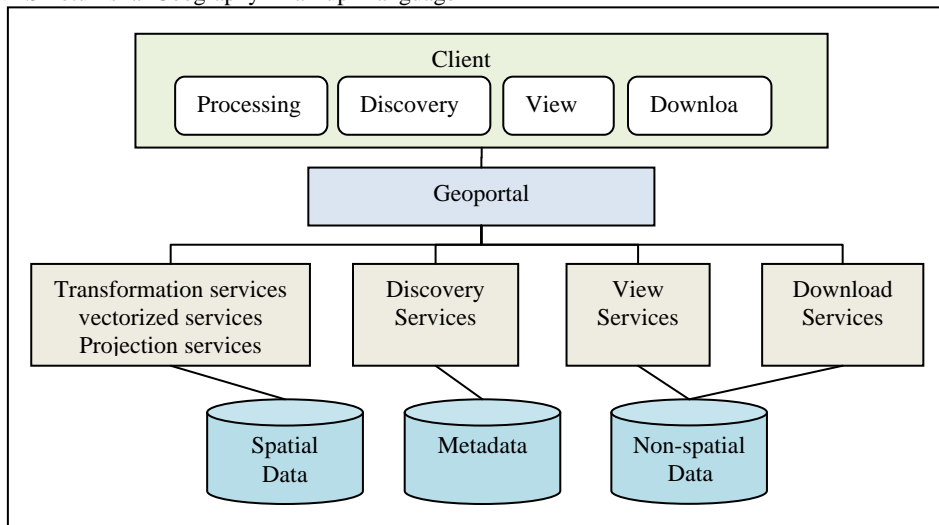 Client
Processing
Discovery
View
Downloa
Geoportal
Transformation services
vectorized services
Projection services
Discovery
Services
View
Services
Download
Services
Spatial
Data
Metadata
Non-spatial
Data